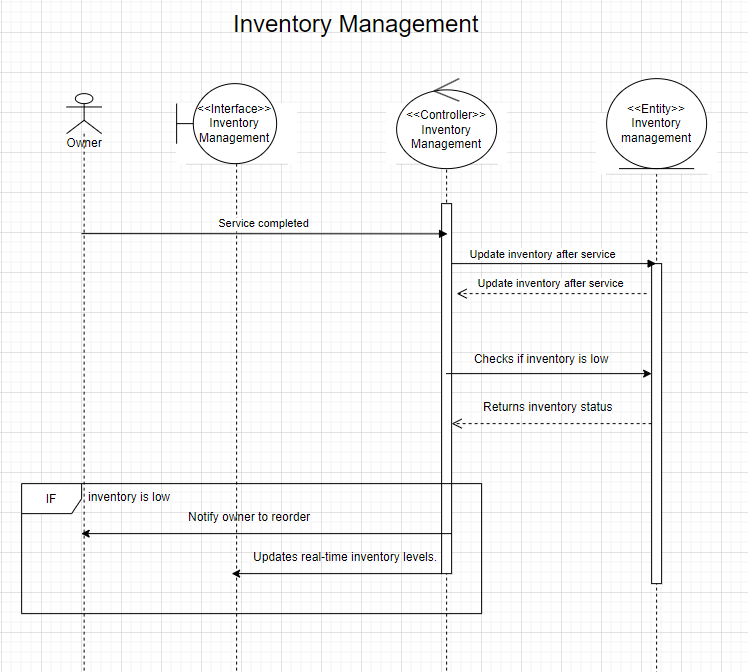 Inventory Management
Owner
<<Interface>>
Inventory
Management
<<Controller>>
Inventory
Management
<<Entity>>
Inventory
management
Service completed
Update inventory after service
Update inventory after service
Checks if inventory is low
Returns inventory status
IF
inventory is low
Notify owner to reorder
Updates real-time inventory levels.